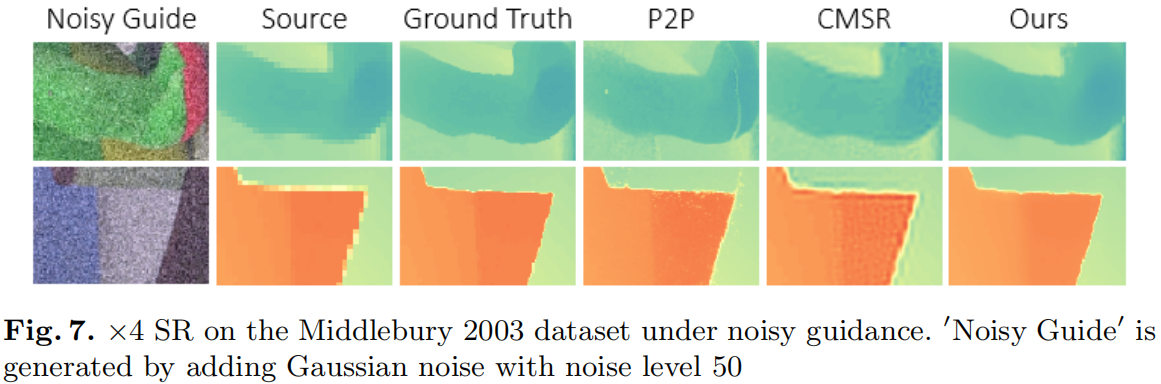 Noisy Guide Source Ground Truth P2P CMSR Ours
Fig. 7. ×4 SR on the Middlebury 2003 dataset under noisy guidance. ′Noisy Guide′ is
generated by adding Gaussian noise with noise level 50